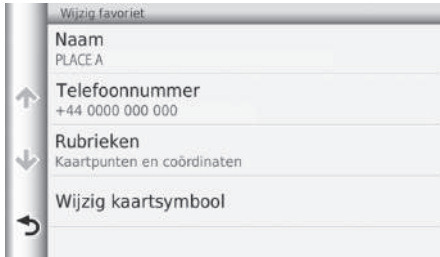 Wijzig favoriet
Naam
PLACE A
Telefoonnummer
+44 0000 000 000
Rubrieken
Kaartpunten en coördinaten
Wijzig kaartsymbool